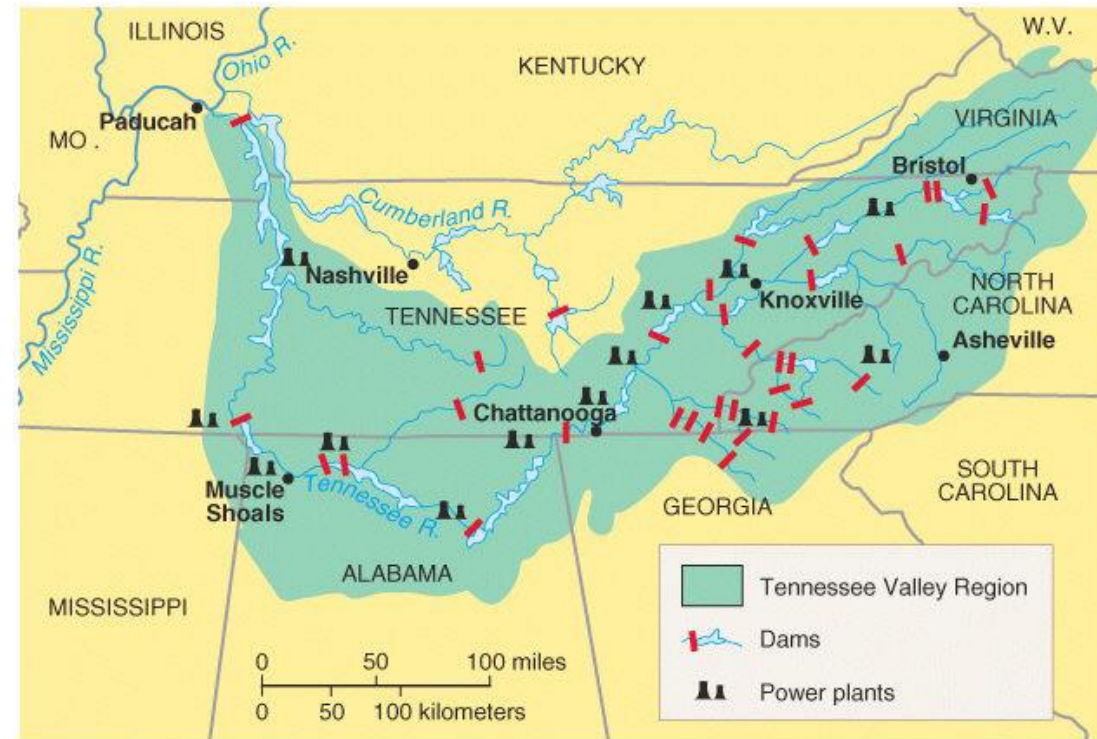 ILLINOIS
W.V.
Ohio R.
KENTUCKY
Paducah
MO .
VIRGINIA
Bristol
Cumberland R.
Mississippi R.
Nashville
TENNESSEE
Knoxville
NORTH
CAROLINA
Asheville
Chattanooga
Muscle
Shoals
Tennessee R.
SOUTH
CAROLINA
GEORGIA
ALABAMA
MISSISSIPPI
Tennessee Valley Region
Dams
Power plants
0 50 100 miles
0 50 100 kilometers